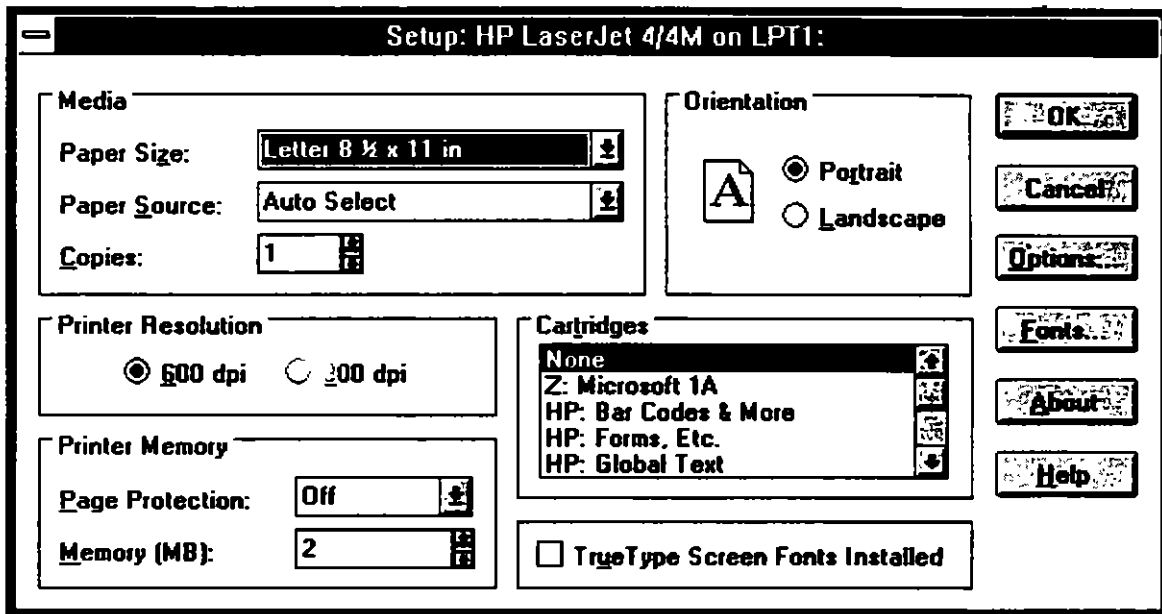 Setup: HP LaserJet 4/4M on LPT1:
Media
Paper Size: Letter 8 ½ x 11 in
Paper Source: Auto Select
Copies: 1
Orientation
A
Portrait
Landscape
OK
Cancel
Options...
Fonts...
About
Help
Printer Resolution
600 dpi 300 dpi
Cartridges
None
Z: Microsoft 1A
HP: Bar Codes & More
HP: Forms, Etc.
HP: Global Text
Printer Memory
Page Protection: Off
Memory (MB): 2
TrueType Screen Fonts Installed